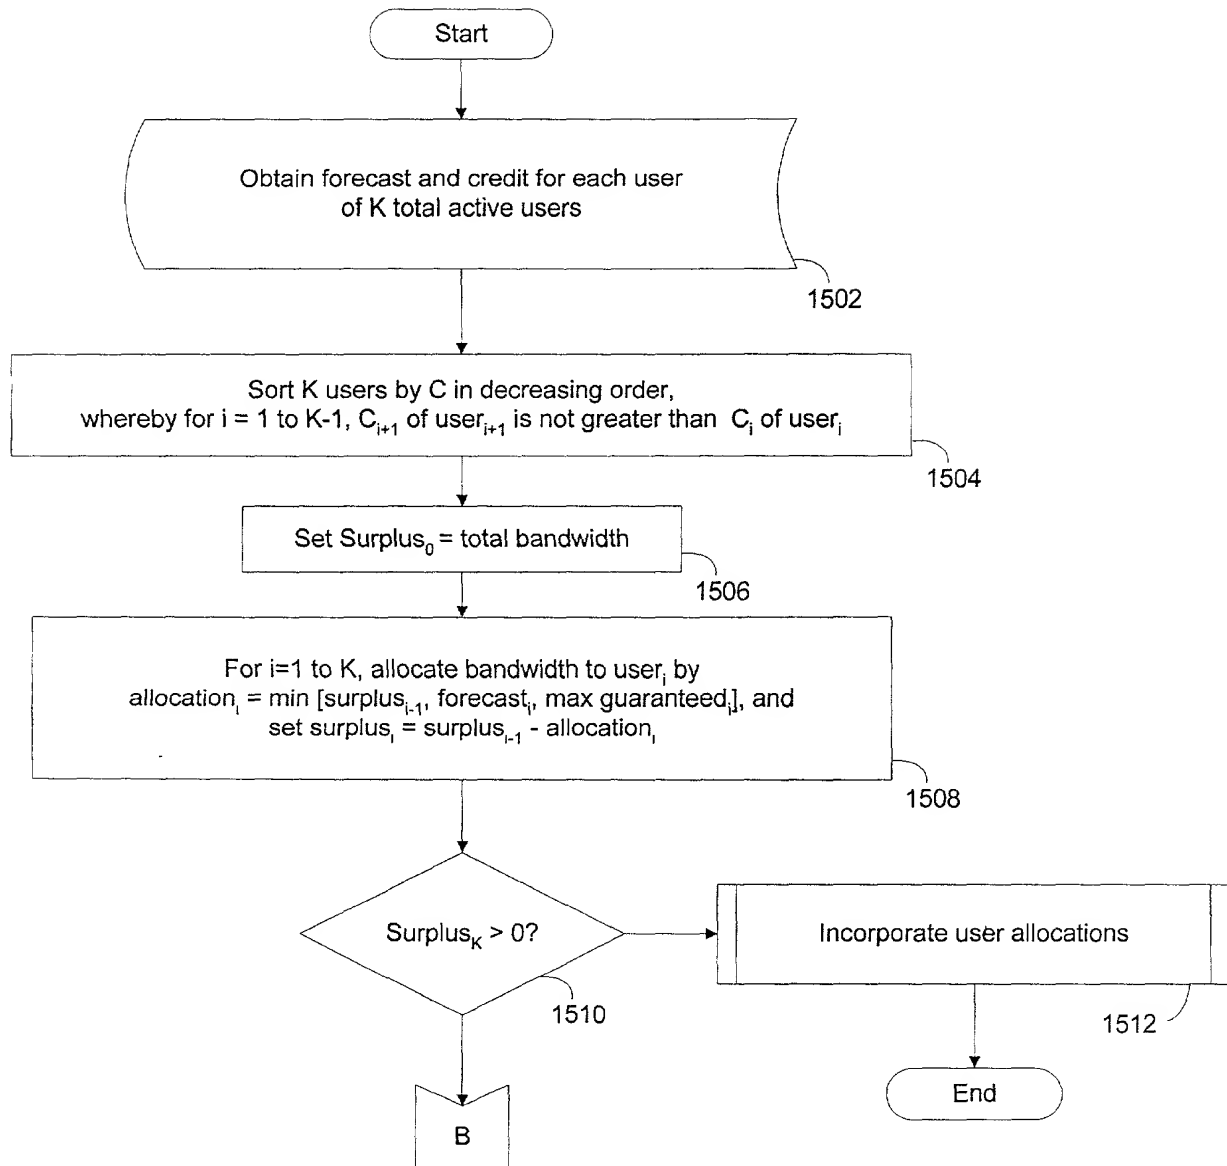 Start
Obtain forecast and credit for each user
of K total active users
1502
Sort K users by C in decreasing order,
whereby for i = 1 to K-1, Cᵢ₊₁ of userᵢ₊₁ is not greater than Cᵢ of userᵢ
1504
Set Surplus₀ = total bandwidth
1506
For i=1 to K, allocate bandwidth to userᵢ by
allocationᵢ = min [surplusᵢ₋₁, forecastᵢ, max guaranteedᵢ], and
set surplusᵢ = surplusᵢ₋₁ - allocationᵢ
1508
Surplus_K > 0?
1510
Incorporate user allocations
1512
End
B